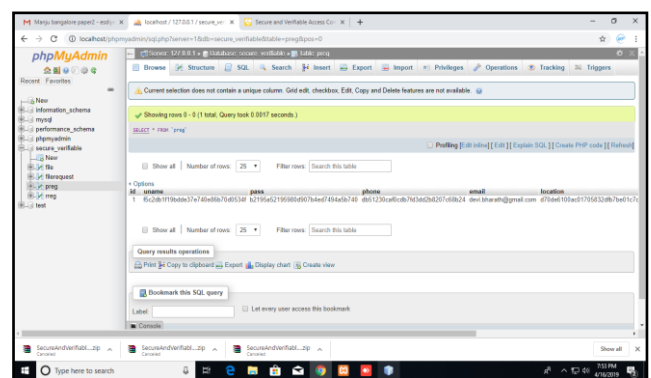 Manju bangalore paper2 - esitjyc
localhost / 127.0.0.1 / secure_ver
Secure and Verifiable Access Con
localhost/phpmyadmin/sql.php?server=1&db=secure_verifiable&table=preg&pos=0
phpMyAdmin
Recent Favorites
New
information_schema
mysql
performance_schema
phpmyadmin
secure_verifiable
New
file
filerequest
preg
rreg
test
Server: 127.0.0.1 » Database: secure_verifiable » Table: preg
Browse Structure SQL Search Insert Export Import Privileges Operations Tracking Triggers
Current selection does not contain a unique column. Grid edit, checkbox, Edit, Copy and Delete features are not available.
Showing rows 0 - 0 (1 total, Query took 0.0017 seconds.)
SELECT * FROM `preg`
Profiling [Edit inline] [ Edit ] [ Explain SQL ] [ Create PHP code ] [ Refresh]
Show all Number of rows: 25 Filter rows: Search this table
+ Options
id uname pass phone email location
1 devi.bharath@gmail.com
Show all Number of rows: 25 Filter rows: Search this table
Query results operations
Print Copy to clipboard Export Display chart Create view
Bookmark this SQL query
Label: Let every user access this bookmark
Console
SecureAndVerifiabl....zip
Canceled
SecureAndVerifiabl....zip
Canceled
SecureAndVerifiabl....zip
Canceled
Show all
Type here to search
7:53 PM
4/16/2019